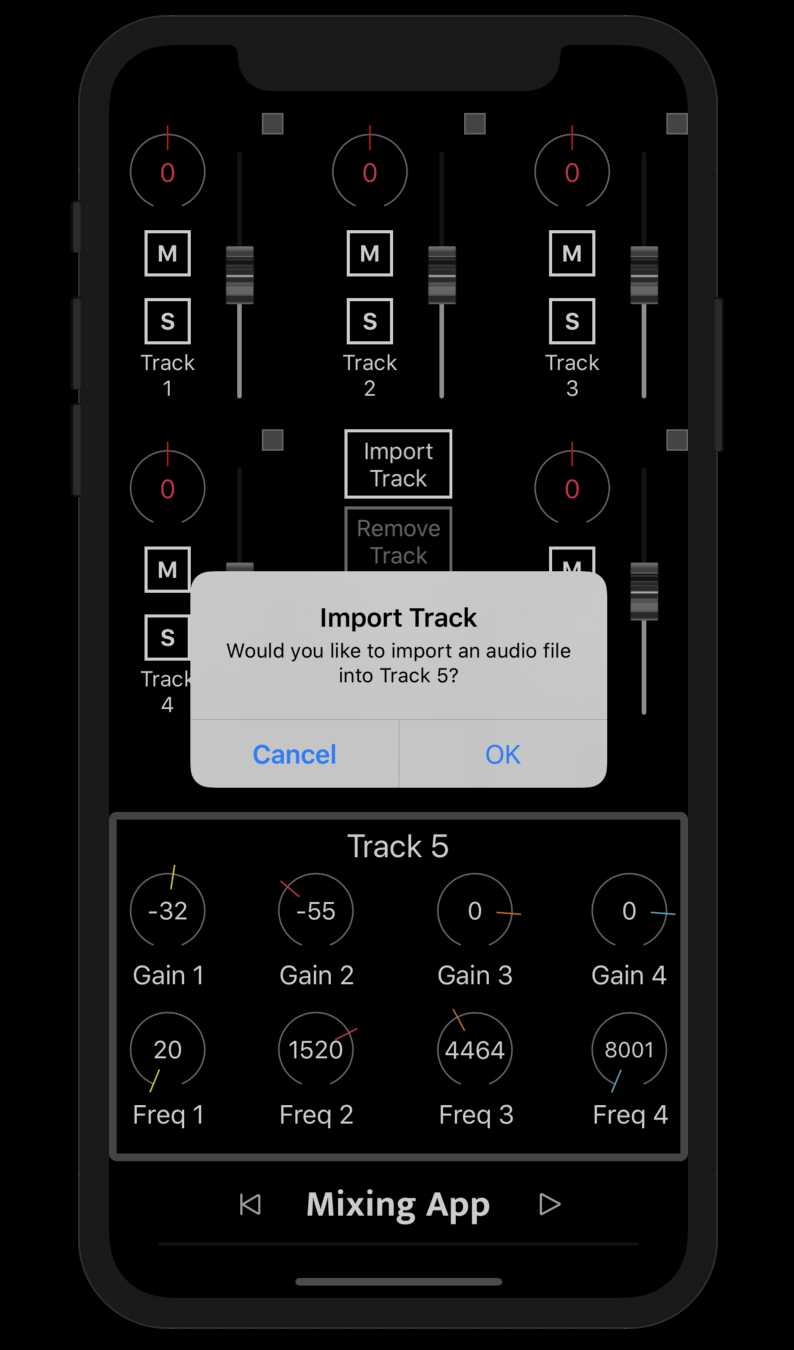 0
0
0
M
M
M
S
S
S
Track
1
Track
2
Track
3
0
Import
Track
0
Remove
Track
M
M
S
Track
4
Import Track
Would you like to import an audio file
into Track 5?
Cancel
OK
Track 5
-32
-55
0
0
Gain 1
Gain 2
Gain 3
Gain 4
20
1520
4464
8001
Freq 1
Freq 2
Freq 3
Freq 4
Mixing App